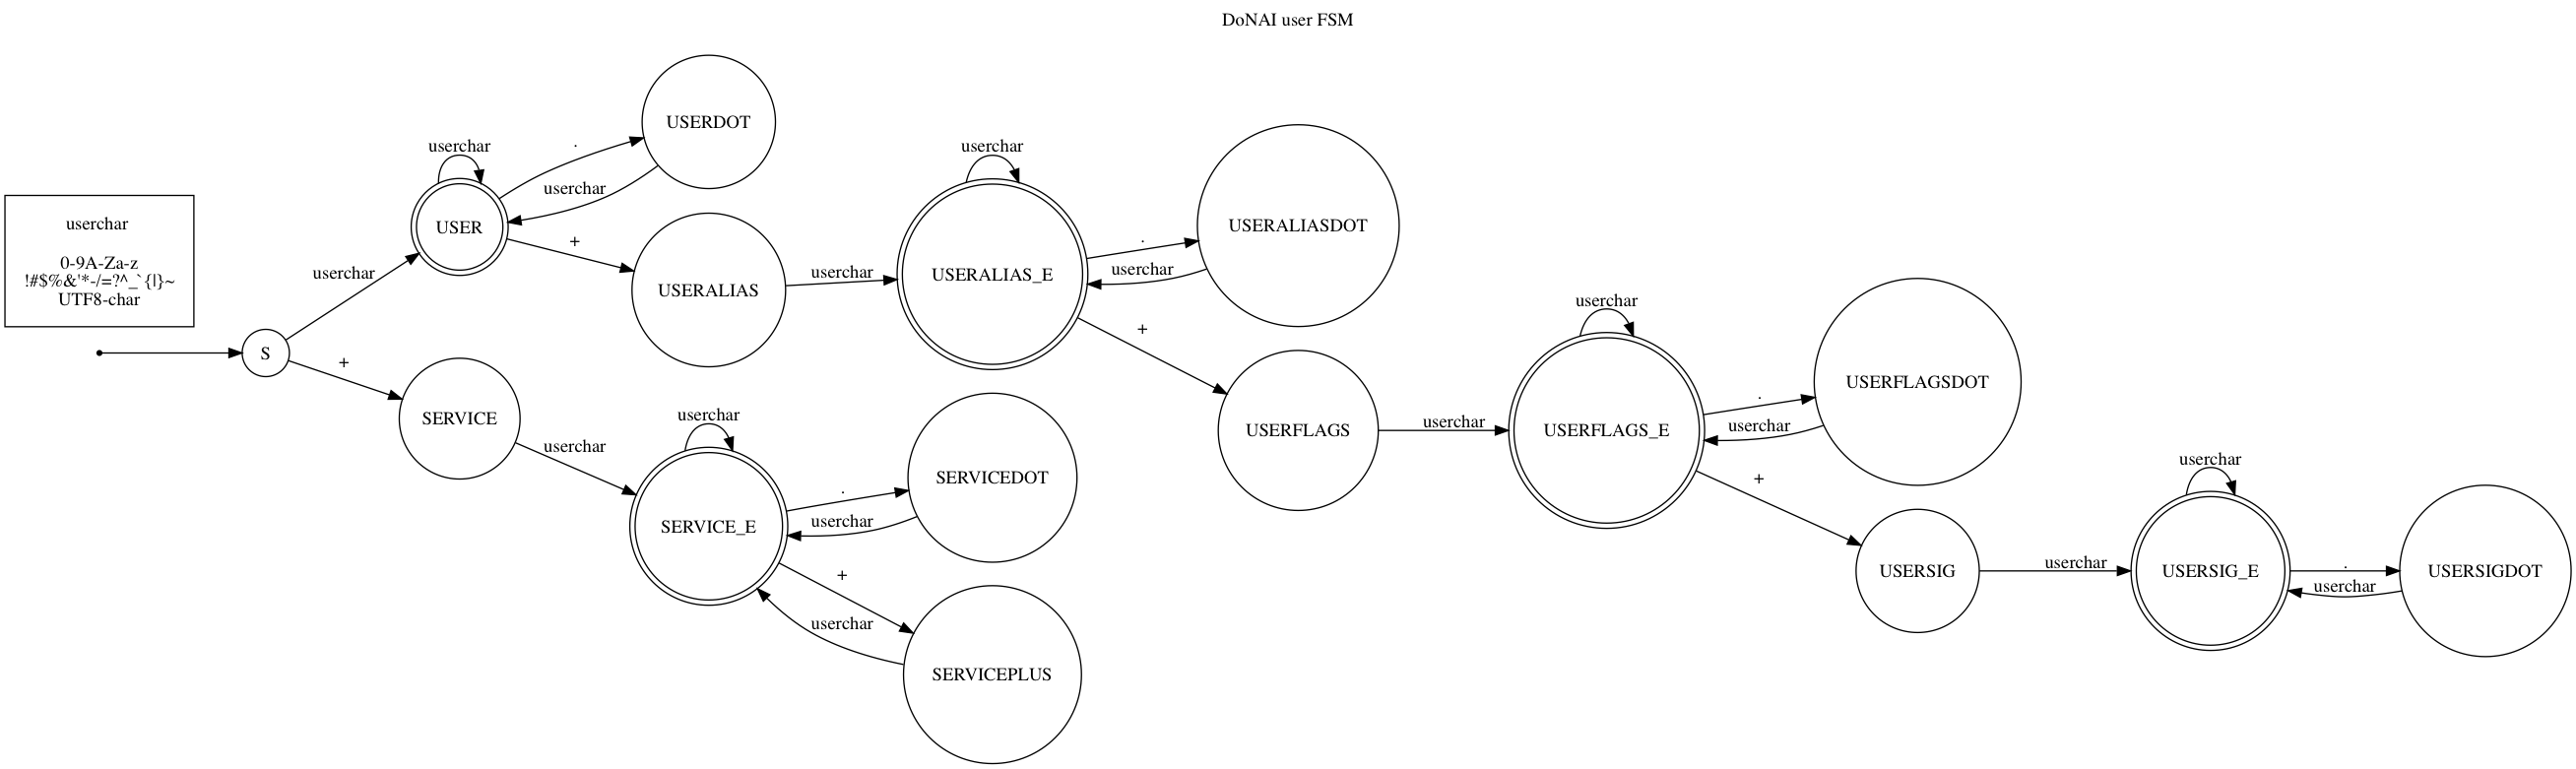 DoNAI user FSM
userchar
0-9A-Za-z
!#$%&'*-/=?^_`{|}~
UTF8-char
S
userchar
+
userchar
USER
.
userchar
USERDOT
+
USERALIAS
userchar
userchar
USERALIAS_E
.
userchar
USERALIASDOT
+
USERFLAGS
userchar
userchar
USERFLAGS_E
.
userchar
USERFLAGSDOT
+
USERSIG
userchar
userchar
USERSIG_E
.
userchar
USERSIGDOT
SERVICE
userchar
userchar
SERVICE_E
.
userchar
SERVICEDOT
+
userchar
SERVICEPLUS